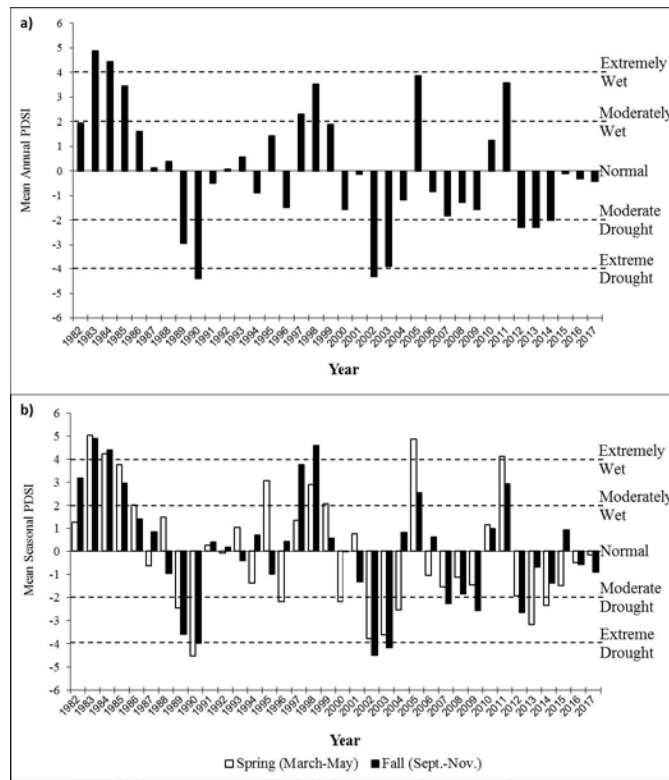 a)
6
5
4
3
2
1
0
-1
-2
-3
-4
-5
-6
Mean Annual PDSI
Extremely
Wet
Moderately
Wet
Normal
Moderate
Drought
Extreme
Drought
1982 1983 1984 1985 1986 1987 1988 1989 1990 1991 1992 1993 1994 1995 1996 1997 1998 1999 2000 2001 2002 2003 2004 2005 2006 2007 2008 2009 2010 2011 2012 2013 2014 2015 2016 2017
Year
b)
6
5
4
3
2
1
0
-1
-2
-3
-4
-5
-6
Mean Seasonal PDSI
Extremely
Wet
Moderately
Wet
Normal
Moderate
Drought
Extreme
Drought
1982 1983 1984 1985 1986 1987 1988 1989 1990 1991 1992 1993 1994 1995 1996 1997 1998 1999 2000 2001 2002 2003 2004 2005 2006 2007 2008 2009 2010 2011 2012 2013 2014 2015 2016 2017
Year
Spring (March-May) Fall (Sept.-Nov.)